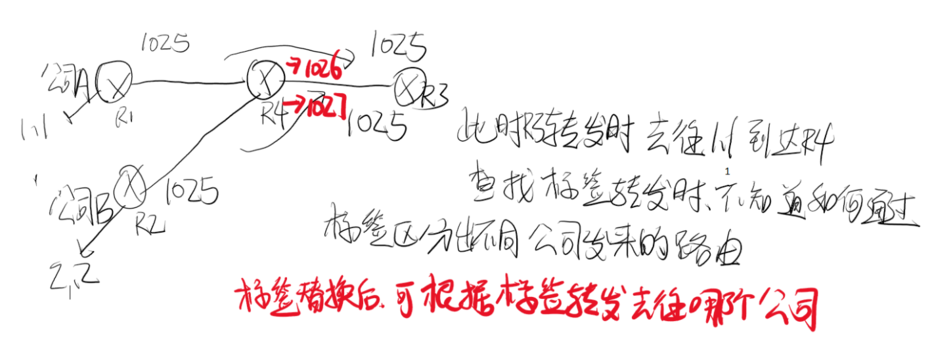 1025
1025
公司A
→1026
R1
R4
R3
→1027
1025
1.1
此时R3转发时去往1.1到达R4
1
查找标签转发时、不知道如何通过
公司B
1025
R2
标签区分出不同公司发来的路由
2.2
标签替换后.可根据标签转发去往哪个公司